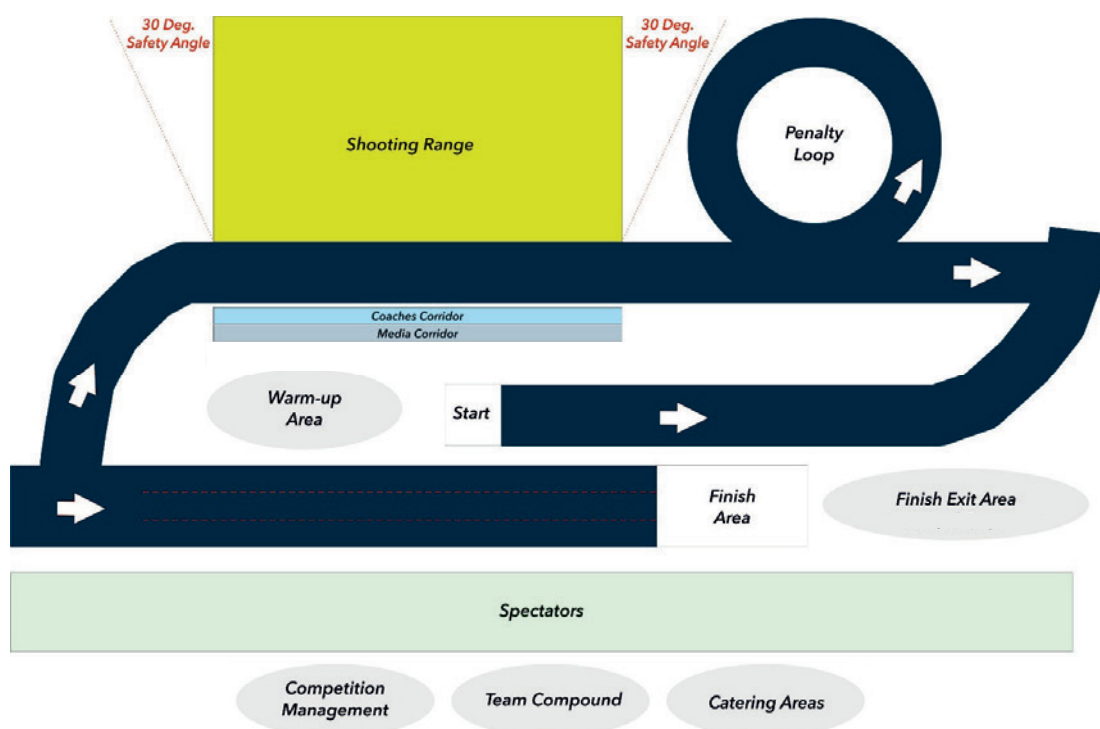 30 Deg.
Safety Angle
30 Deg.
Safety Angle
Shooting Range
Penalty
Loop
Coaches Corridor
Media Corridor
Warm-up
Area
Start
Finish
Area
Finish Exit Area
Spectators
Competition
Management
Team Compound
Catering Areas